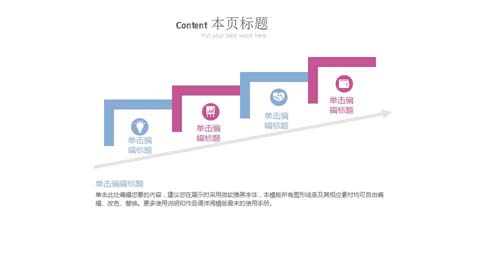 Content 本页标题
Put your best word here
单击编
辑标题
单击编
辑标题
单击编
辑标题
单击编
辑标题
单击编辑标题
单击此处编辑您要的内容，建议您在展示时采用微软雅黑字体，本模版所有图形线条及其相应素材均可自由编
辑、改色、替换。更多使用说明和作品请详阅模版最末的使用手册。